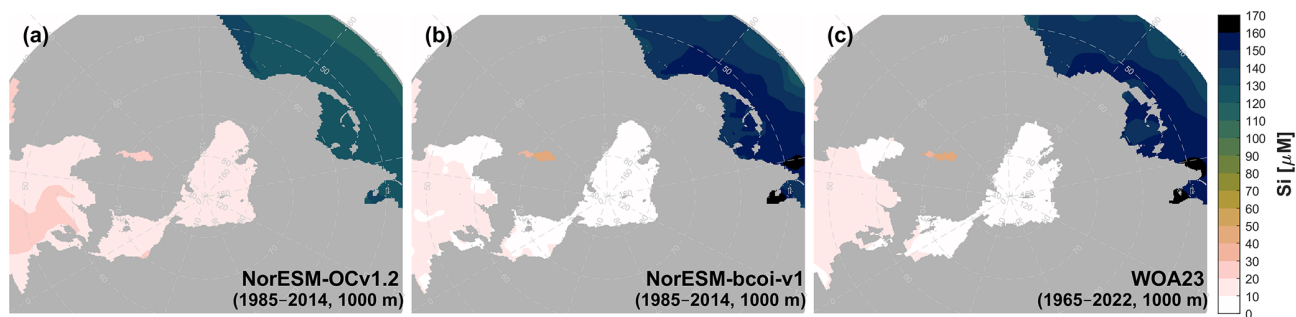 (a)
NorESM-OCv1.2
(1985−2014, 1000 m)
(b)
NorESM-bcoi-v1
(1985−2014, 1000 m)
(c)
WOA23
(1965−2022, 1000 m)
170
160
150
140
130
120
110
100
90
80
70
60
50
40
30
20
10
0
Si [μM]